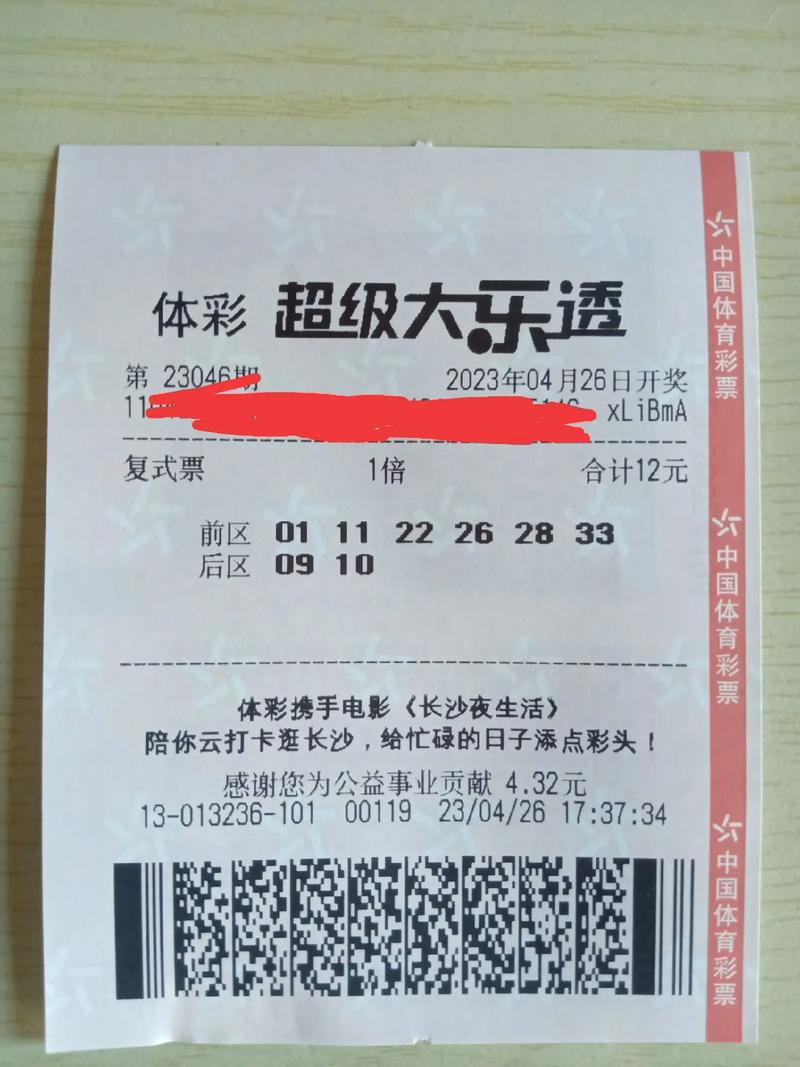 体彩 超级大乐透
第 23046期 2023年04月26日开奖
11 xLiBmA
复式票 1倍 合计12元
前区 01 11 22 26 28 33
后区 09 10
体彩携手电影《长沙夜生活》
陪你云打卡逛长沙，给忙碌的日子添点彩头！
感谢您为公益事业贡献 4.32元
13-013236-101 00119 23/04/26 17:37:34
中国体育彩票
中国体育彩票
中国体育彩票